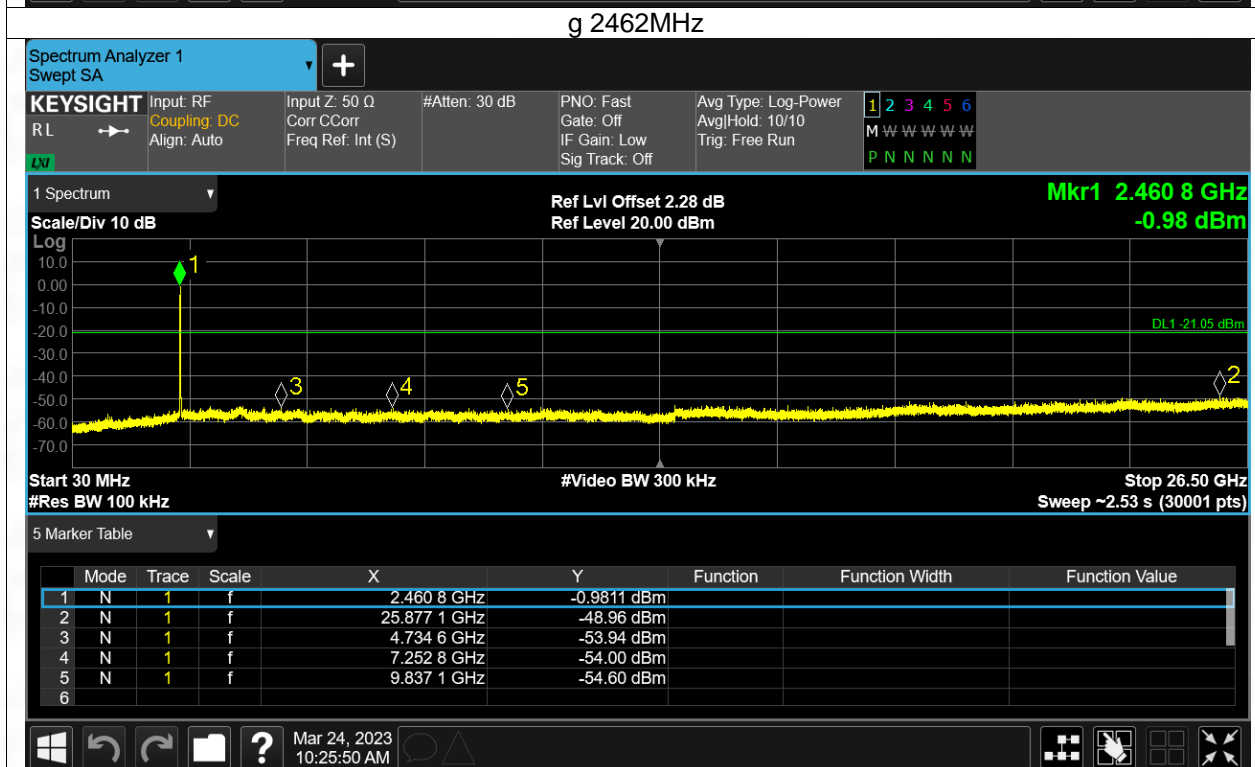 g 2462MHz
Spectrum Analyzer 1
Swept SA
KEYSIGHT
RL
LXI
Input: RF
Coupling: DC
Align: Auto
Input Z: 50 Ω
Corr CCorr
Freq Ref: Int (S)
#Atten: 30 dB
PNO: Fast
Gate: Off
IF Gain: Low
Sig Track: Off
Avg Type: Log-Power
Avg|Hold: 10/10
Trig: Free Run
1 2 3 4 5 6
M W W W W W
P N N N N N
1 Spectrum
Scale/Div 10 dB
Ref Lvl Offset 2.28 dB
Ref Level 20.00 dBm
Mkr1 2.460 8 GHz
-0.98 dBm
Log
10.0
0.00
-10.0
-20.0
-30.0
-40.0
-50.0
-60.0
-70.0
1
DL1 -21.05 dBm
3
4
5
2
Start 30 MHz
#Res BW 100 kHz
#Video BW 300 kHz
Stop 26.50 GHz
Sweep ~2.53 s (30001 pts)
5 Marker Table
Mode Trace Scale X Y Function Function Width Function Value
1 N 1 f 2.460 8 GHz -0.9811 dBm
2 N 1 f 25.877 1 GHz -48.96 dBm
3 N 1 f 4.734 6 GHz -53.94 dBm
4 N 1 f 7.252 8 GHz -54.00 dBm
5 N 1 f 9.837 1 GHz -54.60 dBm
6
?
Mar 24, 2023
10:25:50 AM